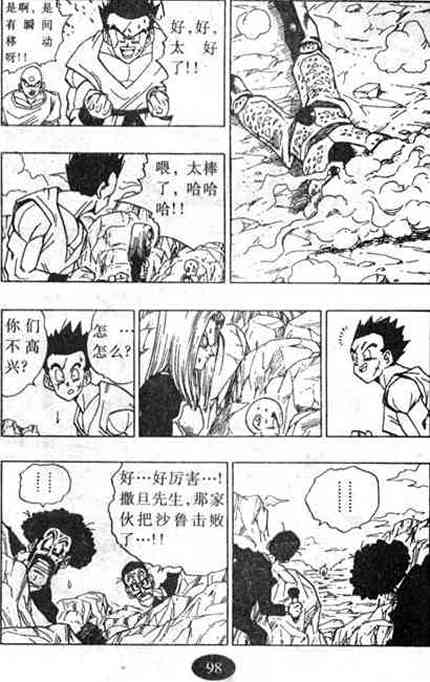 好,好,
太 好
了!!
是啊、是
有瞬间
移 动
呀!!
喂,太棒
了,哈哈
哈!!
怎…
怎么?
你们
不高
兴?
……
好…好厉害…!
撒旦先生,那家
伙把沙鲁击败
了…!!
……
98